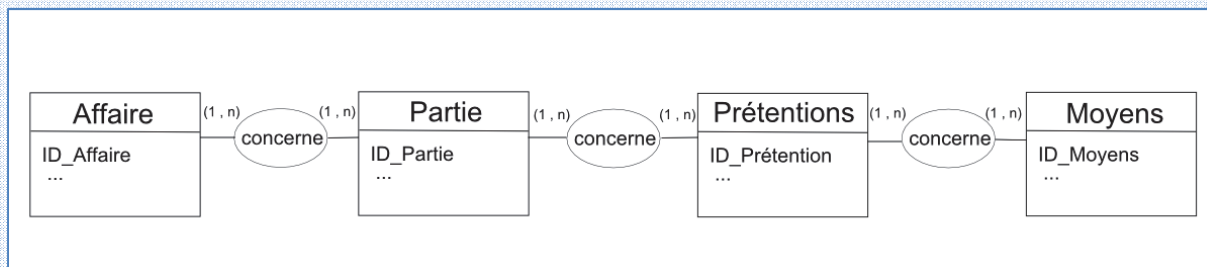 Affaire
ID_Affaire
...
(1 , n)
concerne
(1 , n)
Partie
ID_Partie
...
(1 , n)
concerne
(1 , n)
Prétentions
ID_Prétention
...
(1 , n)
concerne
(1 , n)
Moyens
ID_Moyens
...